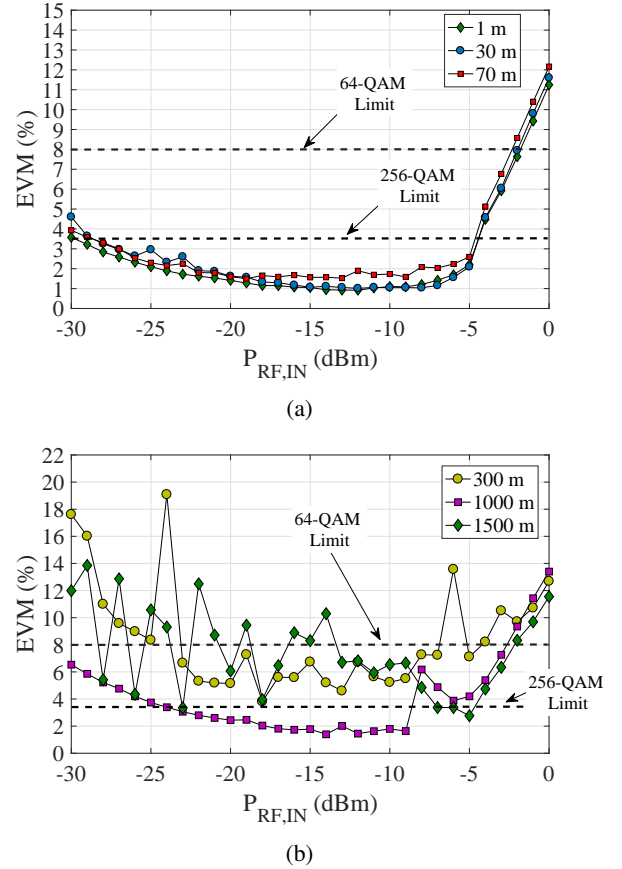 15
14
13
12
11
10
9
8
7
6
5
4
3
2
1
0
EVM (%)
1 m
30 m
70 m
64-QAM
Limit
256-QAM
Limit
-30
-25
-20
-15
-10
-5
0
P_RF,IN (dBm)
(a)
22
20
18
16
14
12
10
8
6
4
2
0
EVM (%)
300 m
1000 m
1500 m
64-QAM
Limit
256-QAM
Limit
-30
-25
-20
-15
-10
-5
0
P_RF,IN (dBm)
(b)